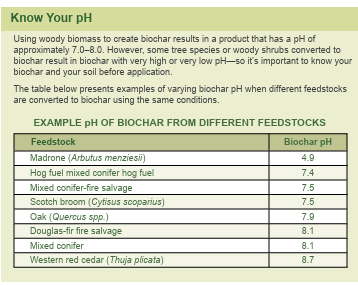 Know Your pH
Using woody biomass to create biochar results in a product that has a pH of
approximately 7.0–8.0. However, some tree species or woody shrubs converted to
biochar result in biochar with very high or very low pH—so it's important to know your
biochar and your soil before application.
The table below presents examples of varying biochar pH when different feedstocks
are converted to biochar using the same conditions.
EXAMPLE pH OF BIOCHAR FROM DIFFERENT FEEDSTOCKS
Feedstock Biochar pH
Madrone (Arbutus menziesii) 4.9
Hog fuel mixed conifer hog fuel 7.4
Mixed conifer-fire salvage 7.5
Scotch broom (Cytisus scoparius) 7.5
Oak (Quercus spp.) 7.9
Douglas-fir fire salvage 8.1
Mixed conifer 8.1
Western red cedar (Thuja plicata) 8.7